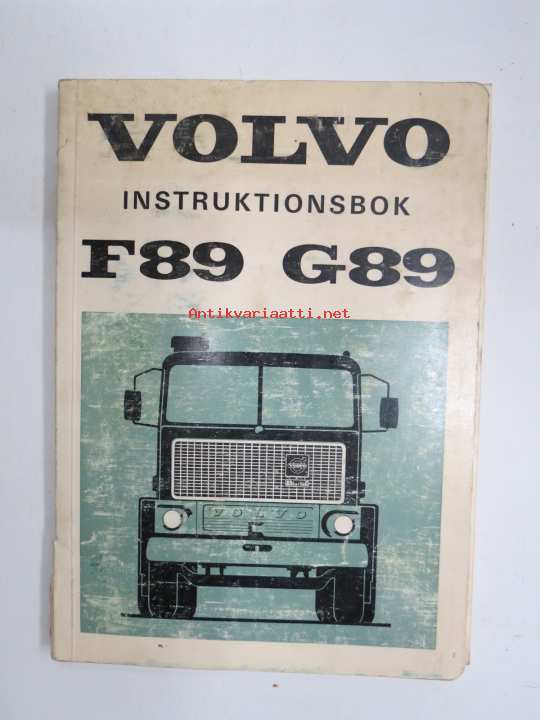 VOLVO
INSTRUKTIONSBOK
F89 G89
Antikvariaatti.net
VOLVO